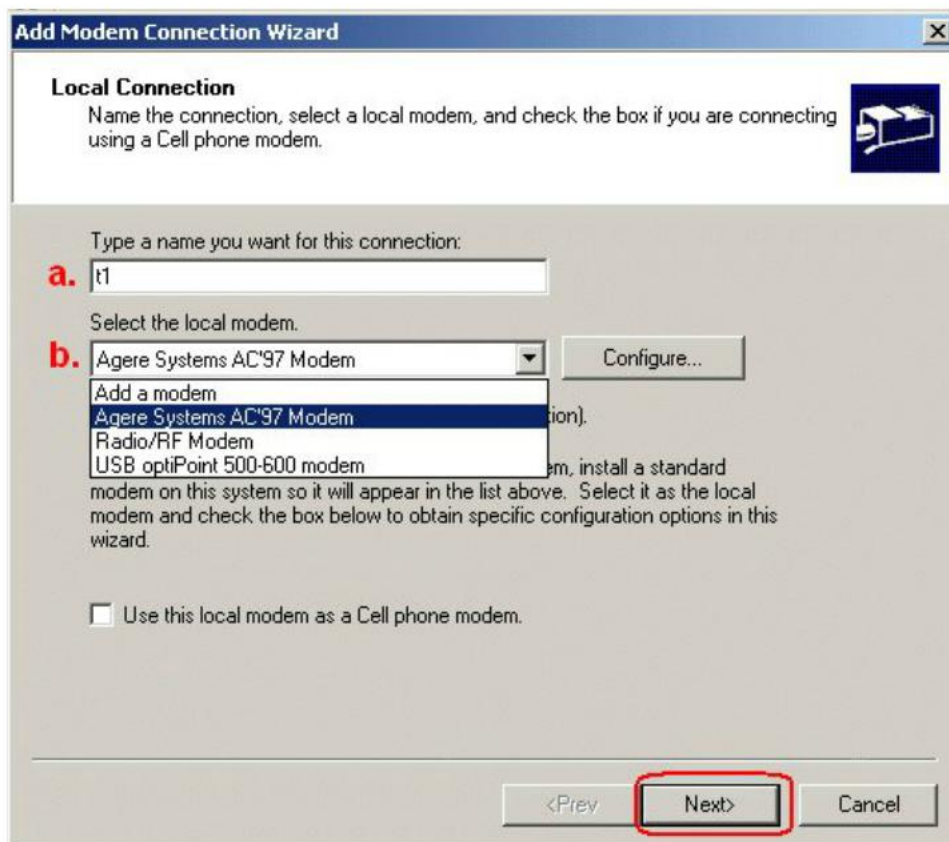 Add Modem Connection Wizard
Local Connection
Name the connection, select a local modem, and check the box if you are connecting
using a Cell phone modem.
Type a name you want for this connection:
a. t1
Select the local modem.
b. Agere Systems AC'97 Modem
Configure...
Add a modem
Agere Systems AC'97 Modem
ion).
Radio/RF Modem
USB optiPoint 500-600 modem
em, install a standard
modem on this system so it will appear in the list above. Select it as the local
modem and check the box below to obtain specific configuration options in this
wizard.
Use this local modem as a Cell phone modem.
<Prev
Next>
Cancel